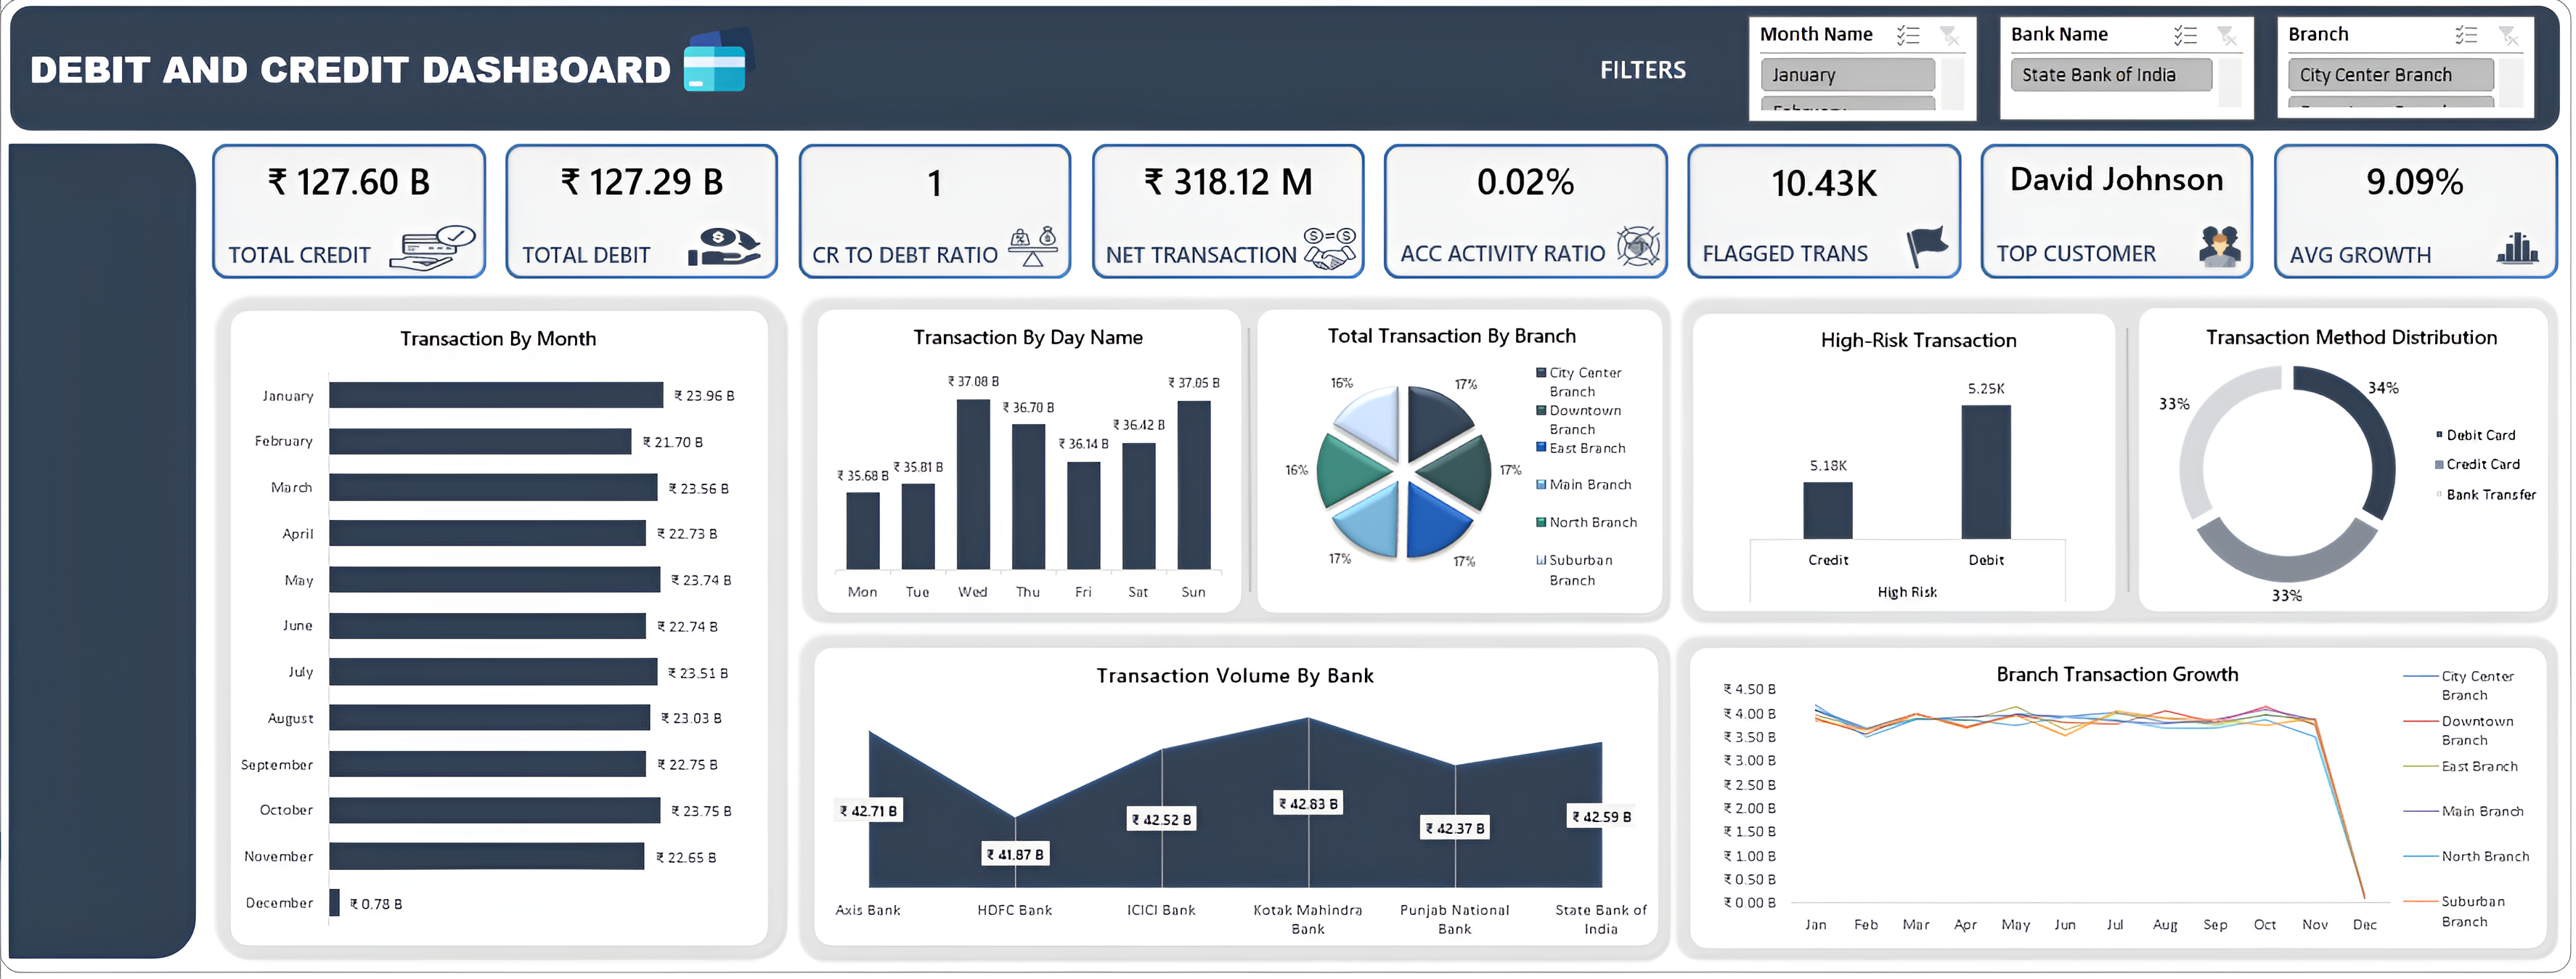 DEBIT AND CREDIT DASHBOARD
FILTERS
Month Name
January
February
Bank Name
State Bank of India
Branch
City Center Branch
₹ 127.60 B
TOTAL CREDIT
₹ 127.29 B
TOTAL DEBIT
1
CR TO DEBT RATIO
₹ 318.12 M
NET TRANSACTION
0.02%
ACC ACTIVITY RATIO
10.43K
FLAGGED TRANS
David Johnson
TOP CUSTOMER
9.09%
AVG GROWTH
Transaction By Month
January ₹ 23.96 B
February ₹ 21.70 B
March ₹ 23.56 B
April ₹ 22.73 B
May ₹ 23.74 B
June ₹ 22.74 B
July ₹ 23.51 B
August ₹ 23.03 B
September ₹ 22.75 B
October ₹ 23.75 B
November ₹ 22.65 B
December ₹ 0.78 B
Transaction By Day Name
₹ 35.68 B ₹ 35.81 B ₹ 37.08 B ₹ 36.70 B ₹ 36.14 B ₹ 36.42 B ₹ 37.05 B
Mon Tue Wed Thu Fri Sat Sun
Total Transaction By Branch
16% 17%
16% 17%
17% 17%
City Center
Branch
Downtown
Branch
East Branch
Main Branch
North Branch
Suburban
Branch
High-Risk Transaction
5.18K 5.25K
Credit Debit
High Risk
Transaction Method Distribution
34%
33%
33%
Debit Card
Credit Card
Bank Transfer
Transaction Volume By Bank
₹ 42.71 B ₹ 41.87 B ₹ 42.52 B ₹ 42.83 B ₹ 42.37 B ₹ 42.59 B
Axis Bank
HDFC Bank
ICICI Bank
Kotak Mahindra
Bank
Punjab National
Bank
State Bank of
India
Branch Transaction Growth
₹ 4.50 B
₹ 4.00 B
₹ 3.50 B
₹ 3.00 B
₹ 2.50 B
₹ 2.00 B
₹ 1.50 B
₹ 1.00 B
₹ 0.50 B
₹ 0.00 B
Jan Feb Mar Apr May Jun Jul Aug Sep Oct Nov Dec
City Center
Branch
Downtown
Branch
East Branch
Main Branch
North Branch
Suburban
Branch